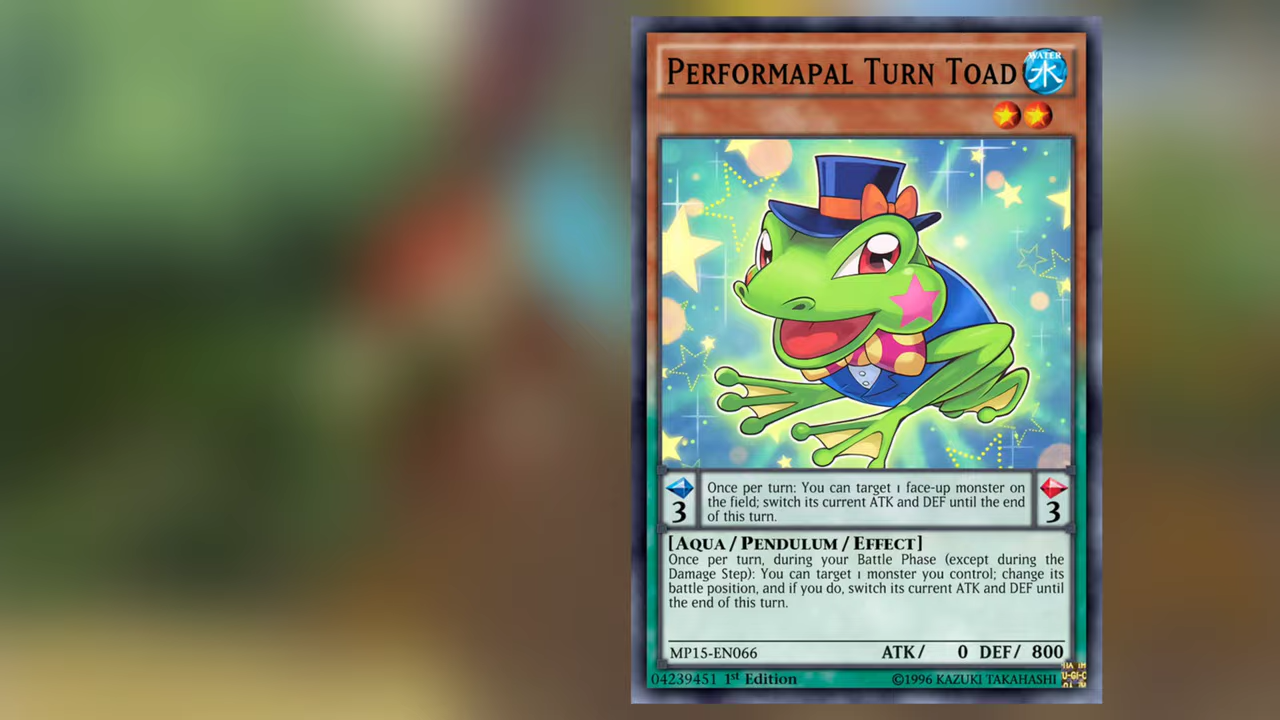 PERFORMAPAL TURN TOAD
WATER
水
Once per turn: You can target 1 face-up monster on
the field; switch its current ATK and DEF until the end
of this turn.
3
3
[AQUA / PENDULUM / EFFECT]
Once per turn, during your Battle Phase (except during the
Damage Step): You can target 1 monster you control; change its
battle position, and if you do, switch its current ATK and DEF until
the end of this turn.
MP15-EN066
ATK/ 0 DEF/ 800
04239451 1st Edition
©1996 KAZUKI TAKAHASHI